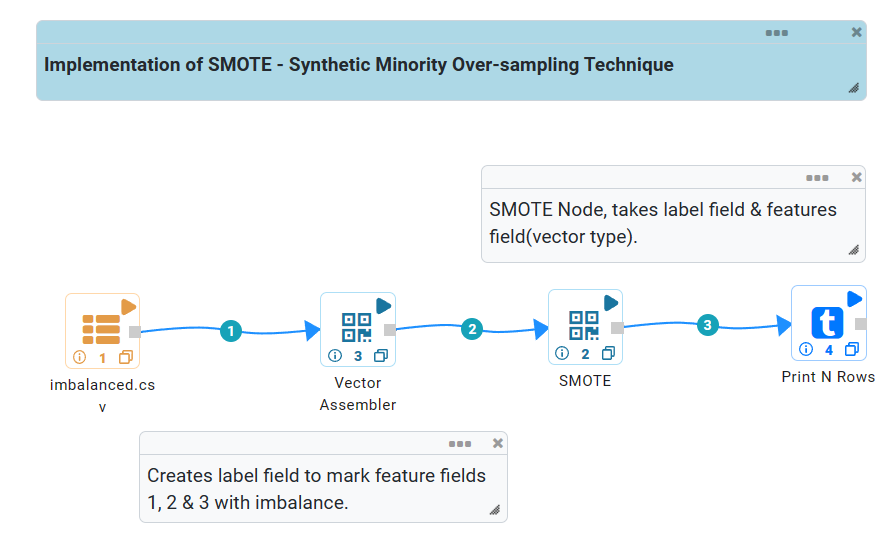 Implementation of SMOTE - Synthetic Minority Over-sampling Technique
SMOTE Node, takes label field & features
field(vector type).
1
2
3
1
3
2
4
imbalanced.cs
v
Vector
Assembler
SMOTE
Print N Rows
Creates label field to mark feature fields
1, 2 & 3 with imbalance.